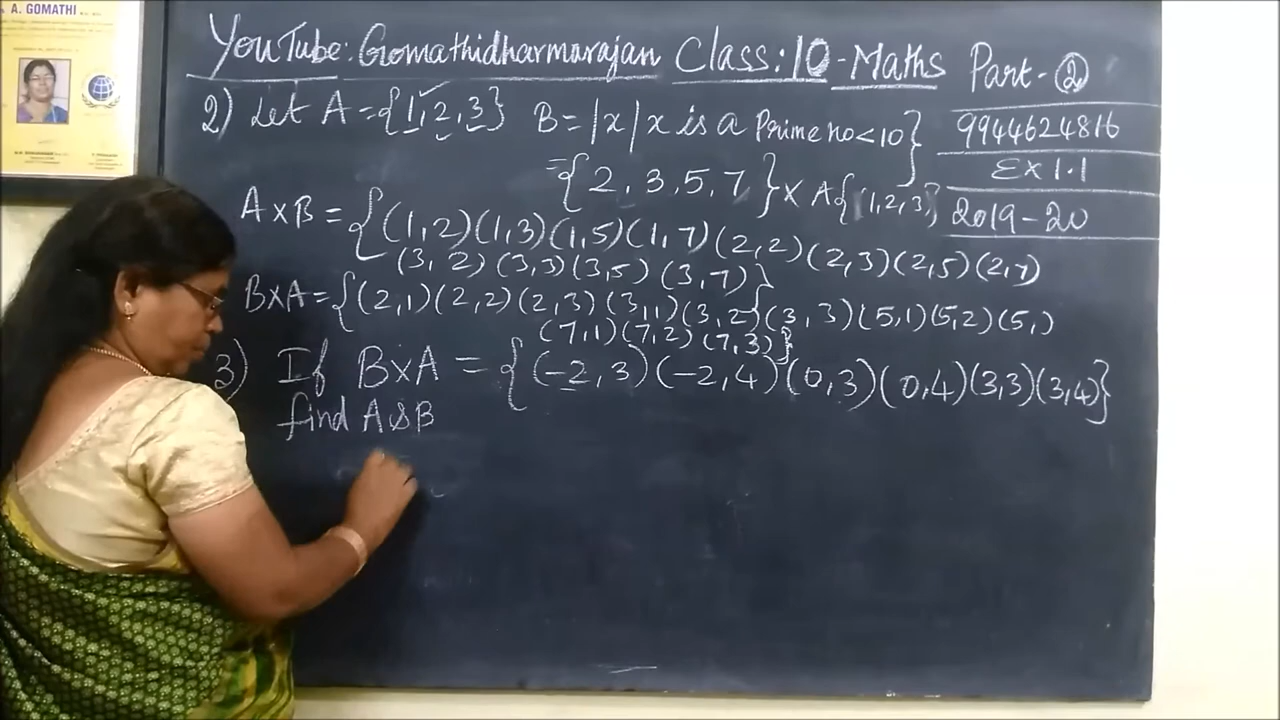 A. GOMATHI
YouTube: Gomathidharmarajan Class: 10 - Maths Part - 2
2) Let A = {1, 2, 3} B = |x| x is a Prime no < 10}
= {2, 3, 5, 7} × A{1, 2, 3}
9944624816
Ex 1.1
2019-20
A×B = {(1,2)(1,3)(1,5)(1,7)(2,2)(2,3)(2,5)(2,7)
(3,2)(3,3)(3,5)(3,7)}
B×A = {(2,1)(2,2)(2,3)(3,1)(3,2)(3,3)(5,1)(5,2)(5,)
(7,1)(7,2)(7,3)}
3) If B×A = {(-2,3)(-2,4)(0,3)(0,4)(3,3)(3,4)}
find A & B